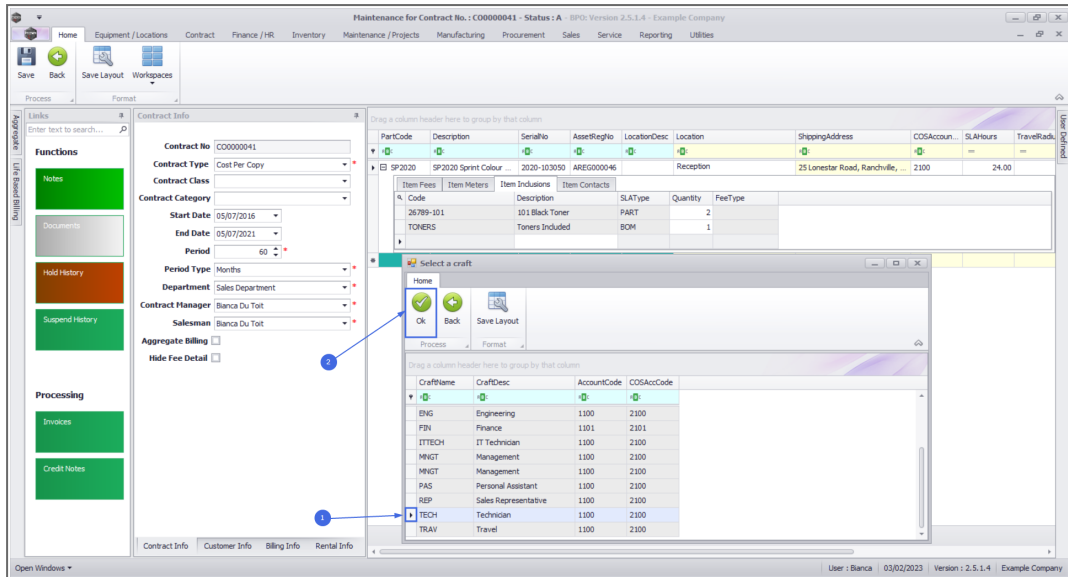 Maintenance for Contract No. : CO0000041 - Status : A - BPO: Version 2.5.1.4 - Example Company
Home Equipment / Locations Contract Finance / HR Inventory Maintenance / Projects Manufacturing Procurement Sales Service Reporting Utilities
Save Back Save Layout Workspaces
Process Format
Aggregate
Life Based Billing
Links
Enter text to search...
Functions
Notes
Documents
Hold History
Suspend History
Processing
Invoices
Credit Notes
Contract Info
Contract No CO0000041
Contract Type Cost Per Copy *
Contract Class
Contract Category
Start Date 05/07/2016
End Date 05/07/2021
Period 60 *
Period Type Months *
Department Sales Department *
Contract Manager Bianca Du Toit *
Salesman Bianca Du Toit *
Aggregate Billing
Hide Fee Detail
Contract Info Customer Info Billing Info Rental Info
Drag a column header here to group by that column
PartCode Description SerialNo AssetRegNo LocationDesc Location ShippingAddress COSAccoun... SLAHours TravelRadiu
SP2020 SP2020 Sprint Colour ... 2020-103050 AREG000046 Reception 25 Lonestar Road, Ranchville, ... 2100 24.00
Item Fees Item Meters Item Inclusions Item Contacts
Code Description SLAType Quantity FeeType
26789-101 101 Black Toner PART 2
TONERS Toners Included BOM 1
User Defined
Select a craft
Home
Ok Back Save Layout
Process Format
Drag a column header here to group by that column
CraftName CraftDesc AccountCode COSAccCode
ENG Engineering 1100 2100
FIN Finance 1101 2101
ITTECH IT Technician 1100 2100
MNGT Management 1100 2100
MNGT Management 1100 2100
PAS Personal Assistant 1100 2100
REP Sales Representative 1100 2100
TECH Technician 1100 2100
TRAV Travel 1100 2100
2
1
Open Windows User : Bianca 03/02/2023 Version : 2.5.1.4 Example Company